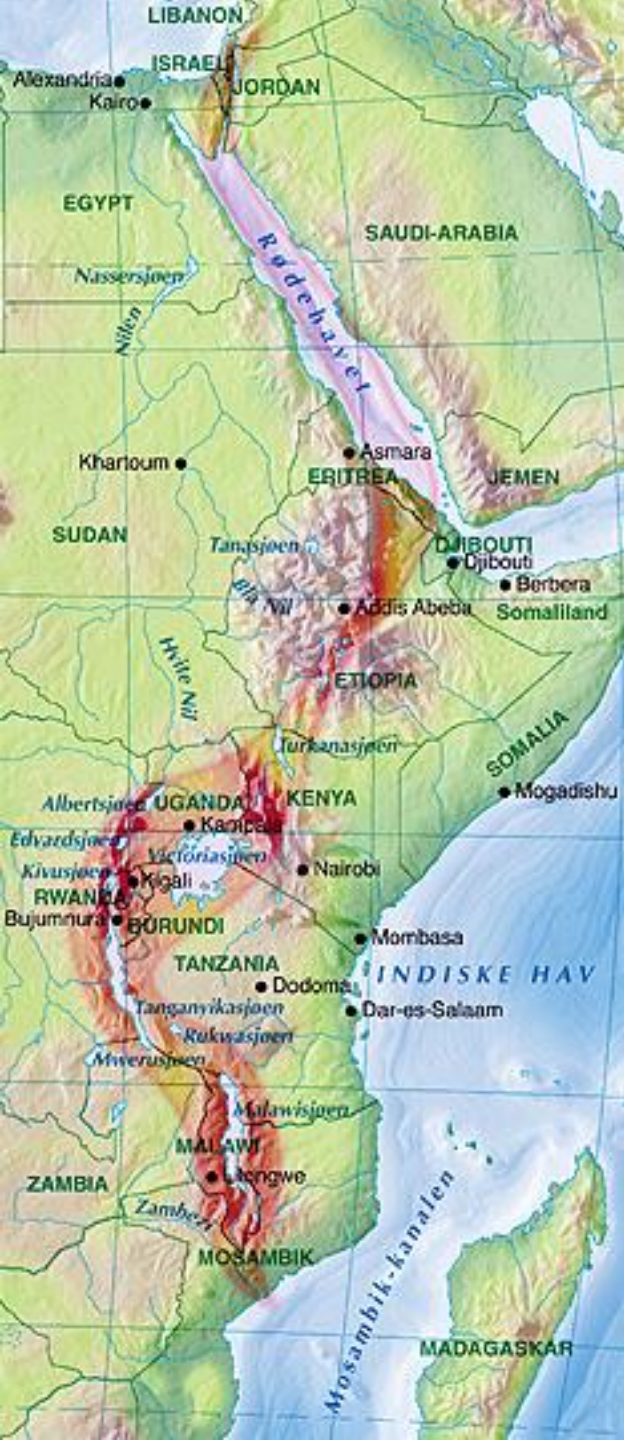 LIBANON
ISRAEL
Alexandria
JORDAN
Kairo
EGYPT
SAUDI-ARABIA
Rødehavet
Nassersjøen
Nilen
Asmara
Khartoum
ERITREA
JEMEN
SUDAN
Tanasjøen
DJIBOUTI
Djibouti
Berbera
Blå Nil
Addis Abeba
Somaliland
Hvite Nil
ETIOPIA
SOMALIA
Turkanasjøen
Mogadishu
Albertsjøen
UGANDA
KENYA
Kampala
Edvardsjøen
Victoriasjøen
Kivusjøen
Nairobi
Kigali
RWANDA
Bujumnura
BURUNDI
Mombasa
TANZANIA
INDISKE HAV
Dodoma
Tanganyikasjøen
Dar-es-Salaam
Rukwasjøen
Mwerusjøen
Malawisjøen
MALAWI
Lilongwe
ZAMBIA
Zambezi
MOSAMBIK
Mosambik-kanalen
MADAGASKAR